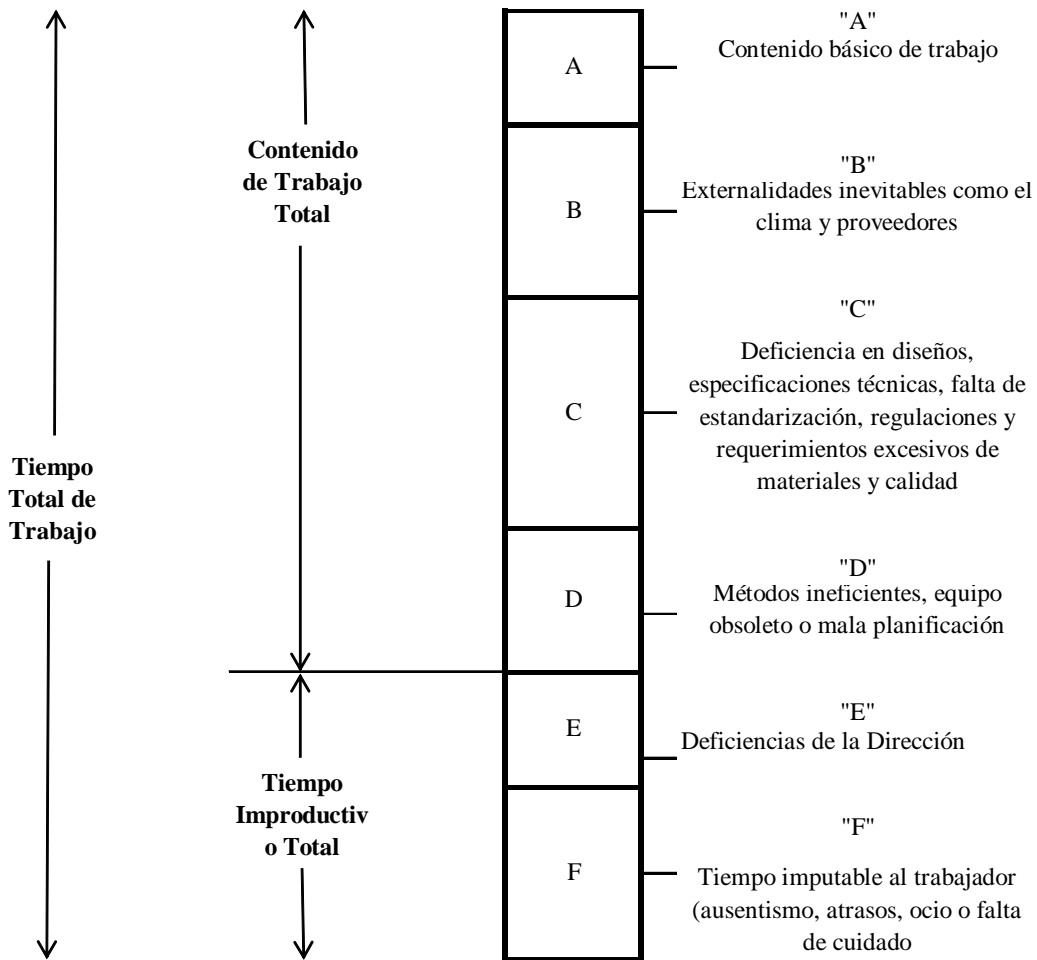 Tiempo
Total de
Trabajo
Contenido
de Trabajo
Total
Tiempo
Improductiv
o Total
A
B
C
D
E
F
"A"
Contenido básico de trabajo
"B"
Externalidades inevitables como el
clima y proveedores
"C"
Deficiencia en diseños,
especificaciones técnicas, falta de
estandarización, regulaciones y
requerimientos excesivos de
materiales y calidad
"D"
Métodos ineficientes, equipo
obsoleto o mala planificación
"E"
Deficiencias de la Dirección
"F"
Tiempo imputable al trabajador
(ausentismo, atrasos, ocio o falta
de cuidado